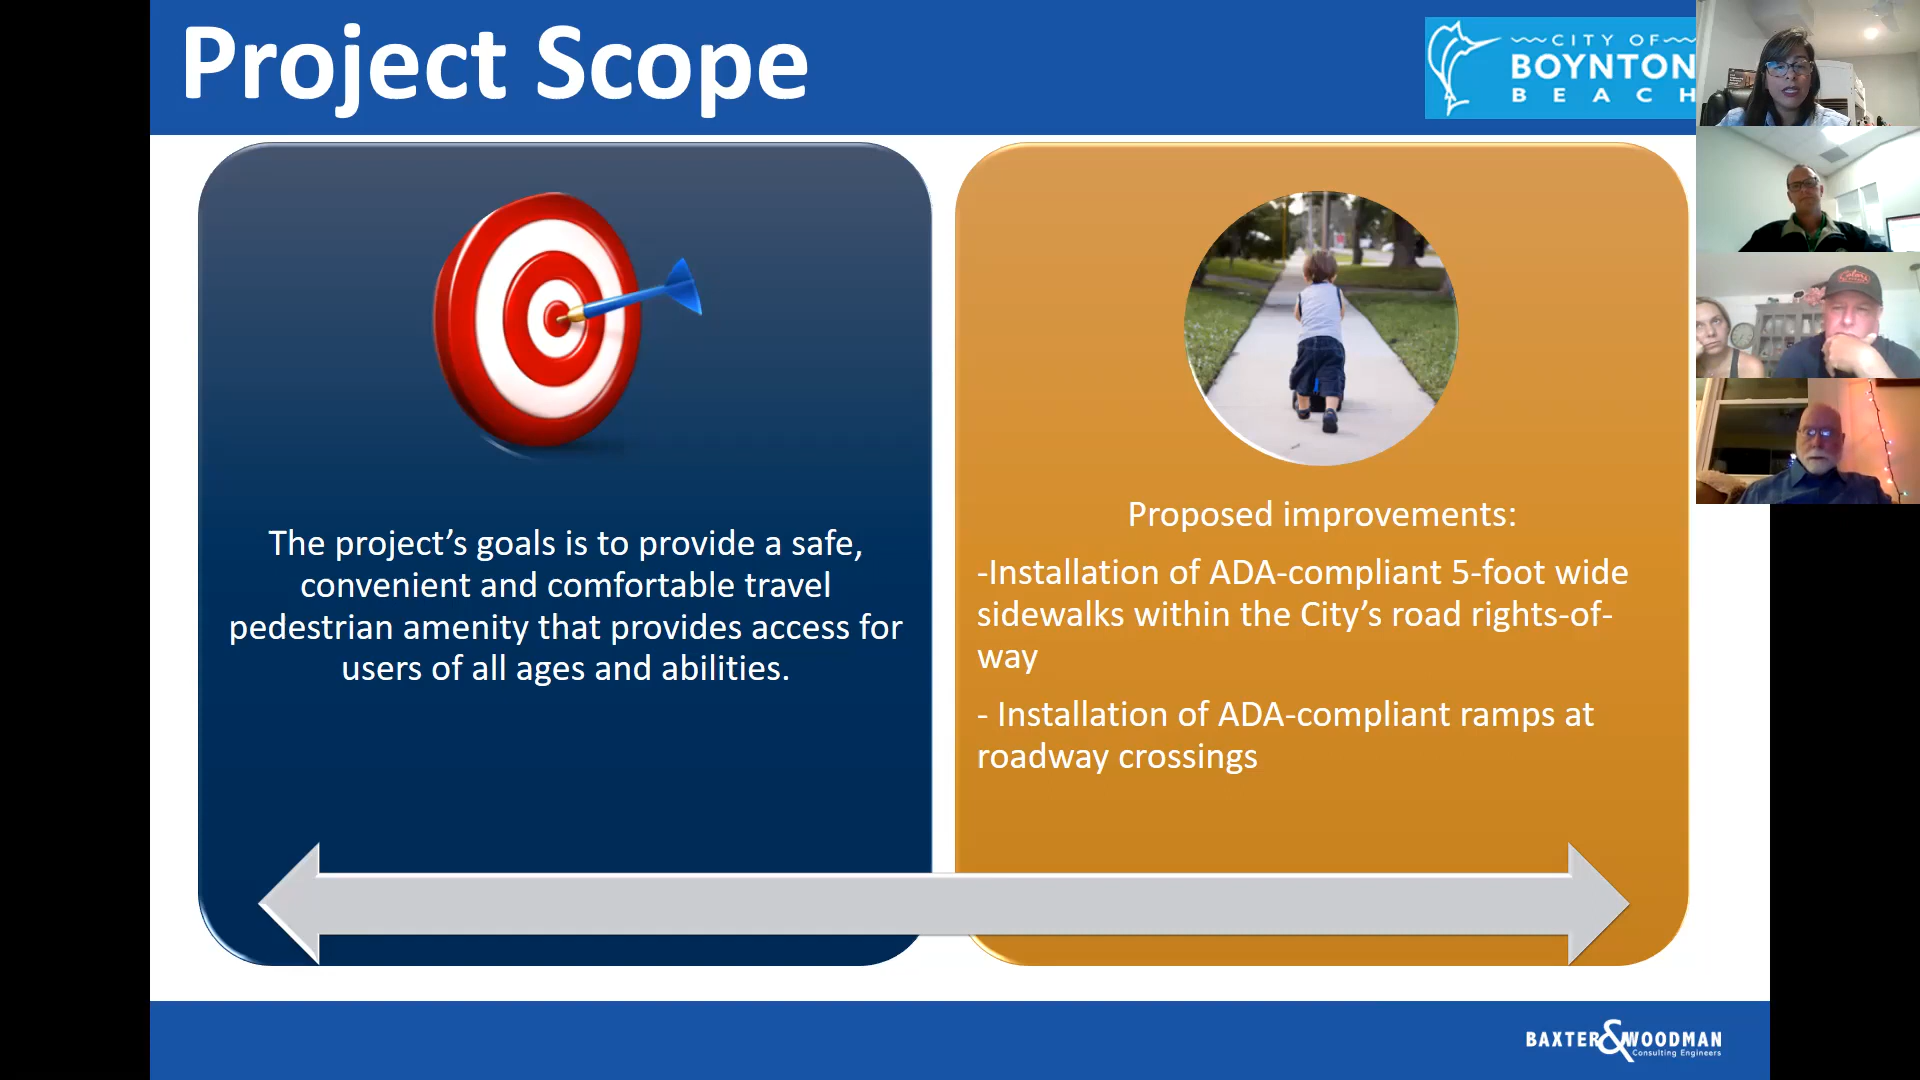 Project Scope
CITY OF
BOYNTON
BEACH
The project's goals is to provide a safe,
convenient and comfortable travel
pedestrian amenity that provides access for
users of all ages and abilities.
Proposed improvements:
-Installation of ADA-compliant 5-foot wide
sidewalks within the City's road rights-of-
way
- Installation of ADA-compliant ramps at
roadway crossings
BAXTER & WOODMAN
Consulting Engineers